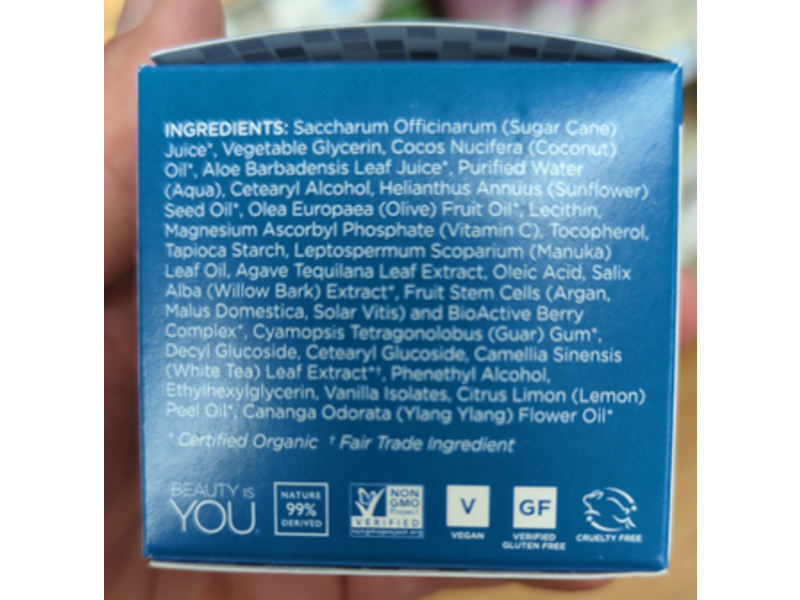 INGREDIENTS: Saccharum Officinarum (Sugar Cane)
Juice*, Vegetable Glycerin, Cocos Nucifera (Coconut)
Oil*, Aloe Barbadensis Leaf Juice*, Purified Water
(Aqua), Cetearyl Alcohol, Helianthus Annuus (Sunflower)
Seed Oil*, Olea Europaea (Olive) Fruit Oil*, Lecithin,
Magnesium Ascorbyl Phosphate (Vitamin C), Tocopherol,
Tapioca Starch, Leptospermum Scoparium (Manuka)
Leaf Oil, Agave Tequilana Leaf Extract, Oleic Acid, Salix
Alba (Willow Bark) Extract*, Fruit Stem Cells (Argan,
Malus Domestica, Solar Vitis) and BioActive Berry
Complex*, Cyamopsis Tetragonolobus (Guar) Gum*,
Decyl Glucoside, Cetearyl Glucoside, Camellia Sinensis
(White Tea) Leaf Extract*†, Phenethyl Alcohol,
Ethylhexylglycerin, Vanilla Isolates, Citrus Limon (Lemon)
Peel Oil*, Cananga Odorata (Ylang Ylang) Flower Oil*
* Certified Organic † Fair Trade Ingredient
BEAUTY IS
YOU
NATURE
99%
DERIVED
NON
GMO
Project
VERIFIED
nongmoproject.org
V
VEGAN
GF
VERIFIED
GLUTEN FREE
CRUELTY FREE